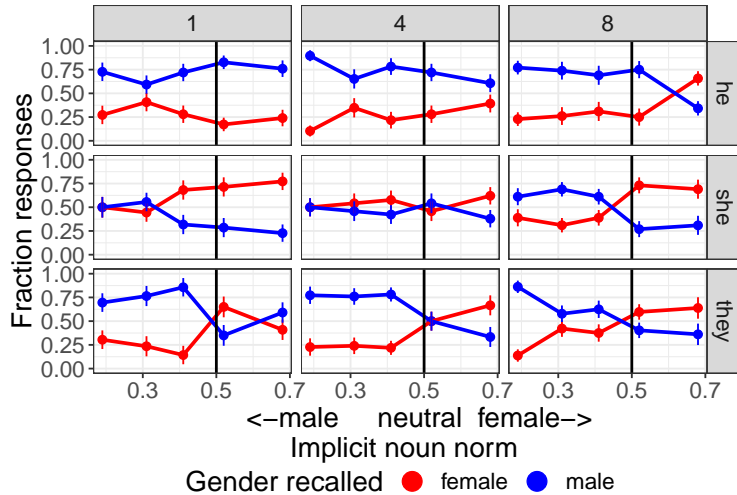 1 4 8
1.00
0.75
0.50
0.25
0.00
he
1.00
0.75
0.50
0.25
0.00
she
1.00
0.75
0.50
0.25
0.00
they
Fraction responses
0.3 0.5 0.7 0.3 0.5 0.7 0.3 0.5 0.7
<−male neutral female−>
Implicit noun norm
Gender recalled female male